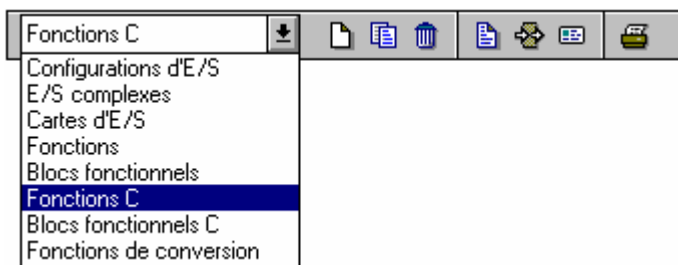 Fonctions C
Configurations d'E/S
E/S complexes
Cartes d'E/S
Fonctions
Blocs fonctionnels
Fonctions C
Blocs fonctionnels C
Fonctions de conversion